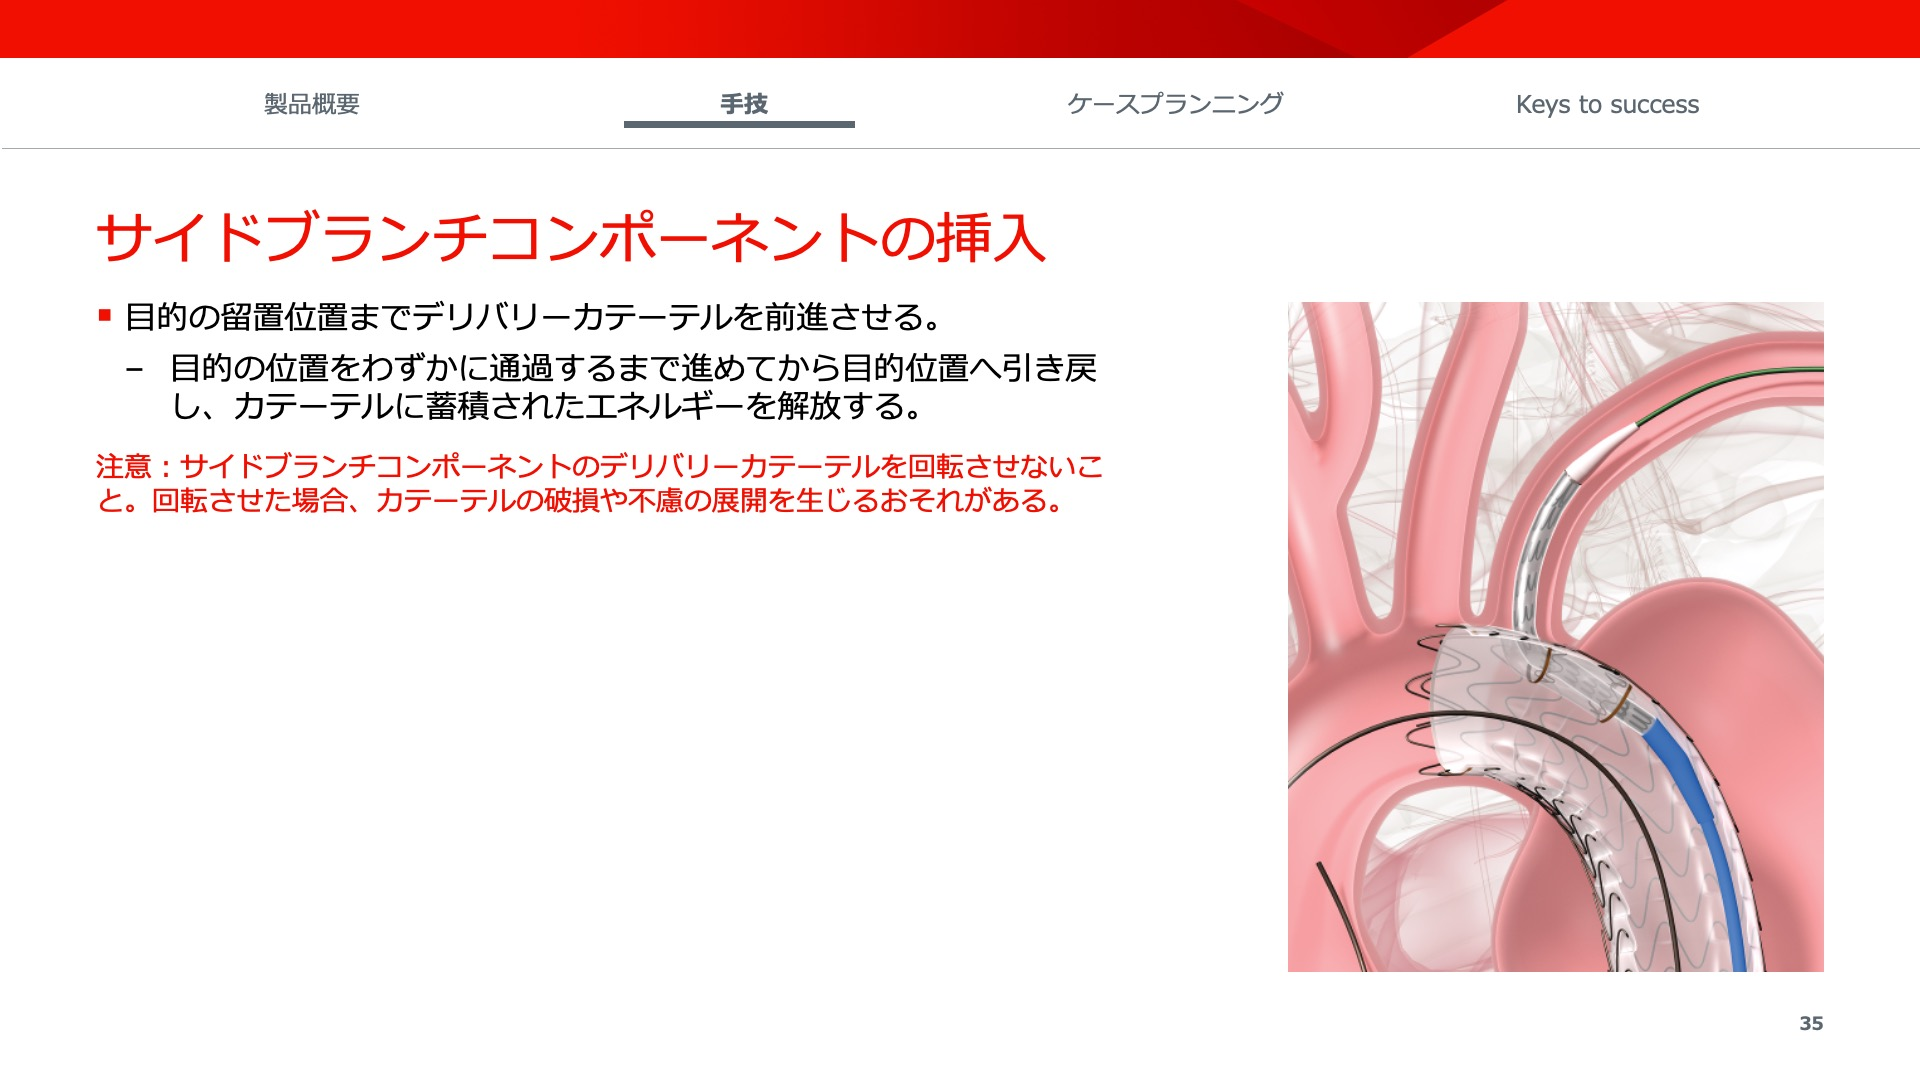 製品概要
手技
ケースプランニング
Keys to success
サイドブランチコンポーネントの挿入
▪ 目的の留置位置までデリバリーカテーテルを前進させる。
– 目的の位置をわずかに通過するまで進めてから目的位置へ引き戻
し、カテーテルに蓄積されたエネルギーを解放する。
注意：サイドブランチコンポーネントのデリバリーカテーテルを回転させないこ
と。回転させた場合、カテーテルの破損や不慮の展開を生じるおそれがある。
35